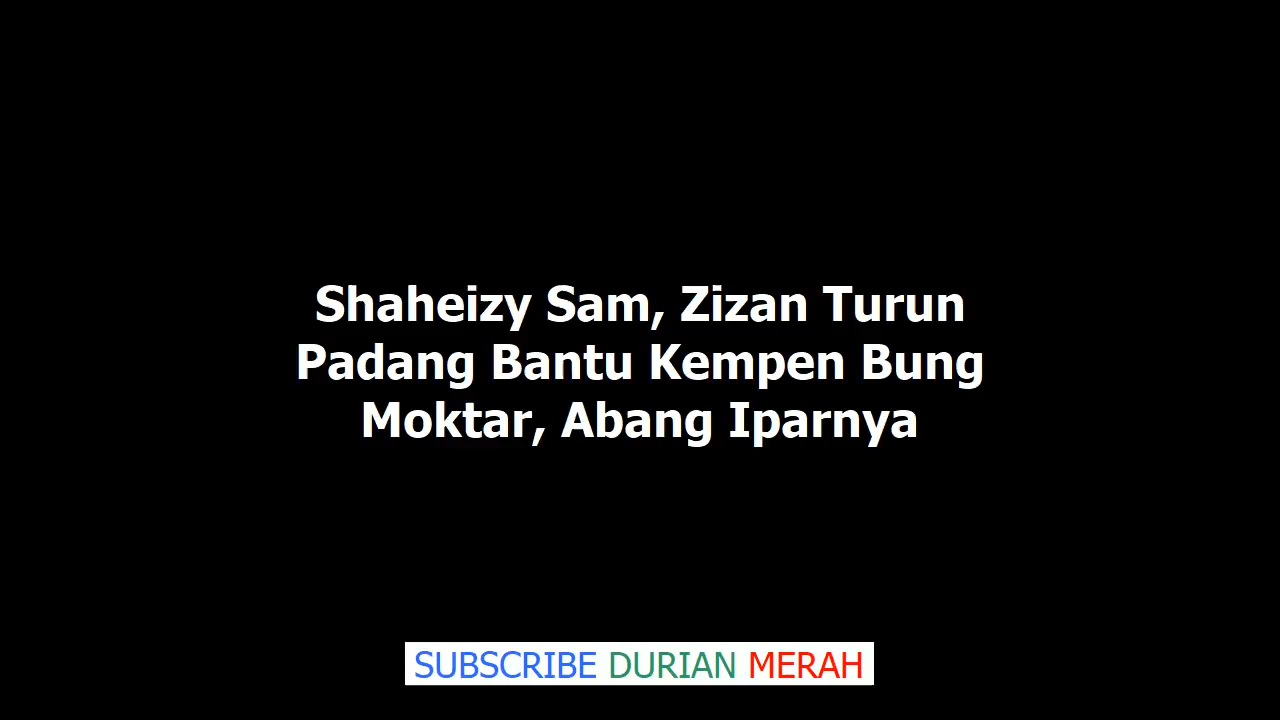 Shaheizy Sam, Zizan Turun
Padang Bantu Kempen Bung
Moktar, Abang Iparnya
SUBSCRIBE DURIAN MERAH